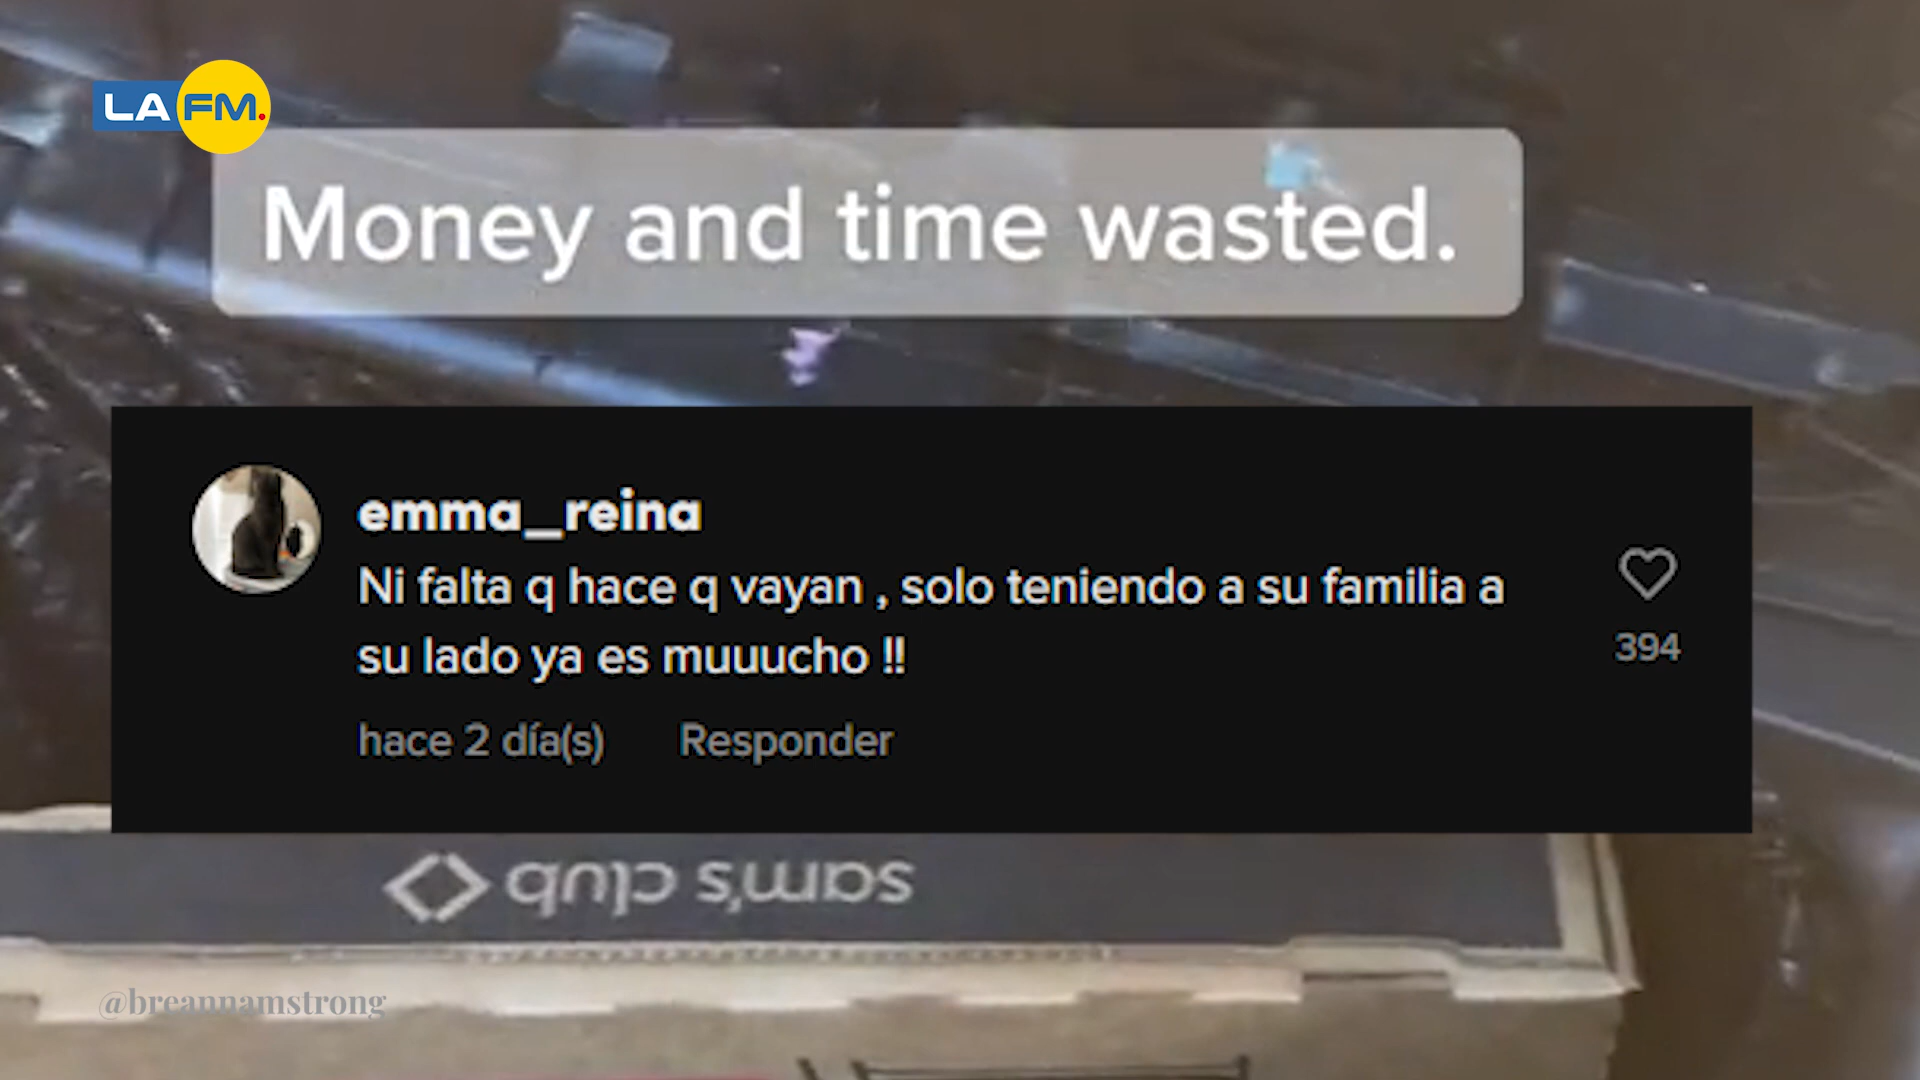 LA FM.
Money and time wasted.
emma_reina
Ni falta q hace q vayan , solo teniendo a su familia a
su lado ya es muuucho !!
394
hace 2 día(s) Responder
sam's club
@breannamstrong